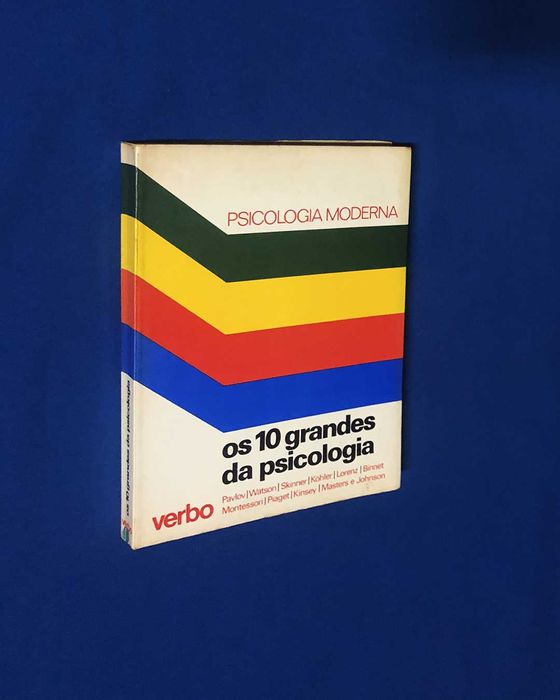 PSICOLOGIA MODERNA
os 10 grandes
da psicologia
Pavlov|Watson|Skinner|Köhler|Lorenz|Binnet
Montessori|Piaget|Kinsey|Masters e Johnson
verbo
os 10 grandes da psicologia